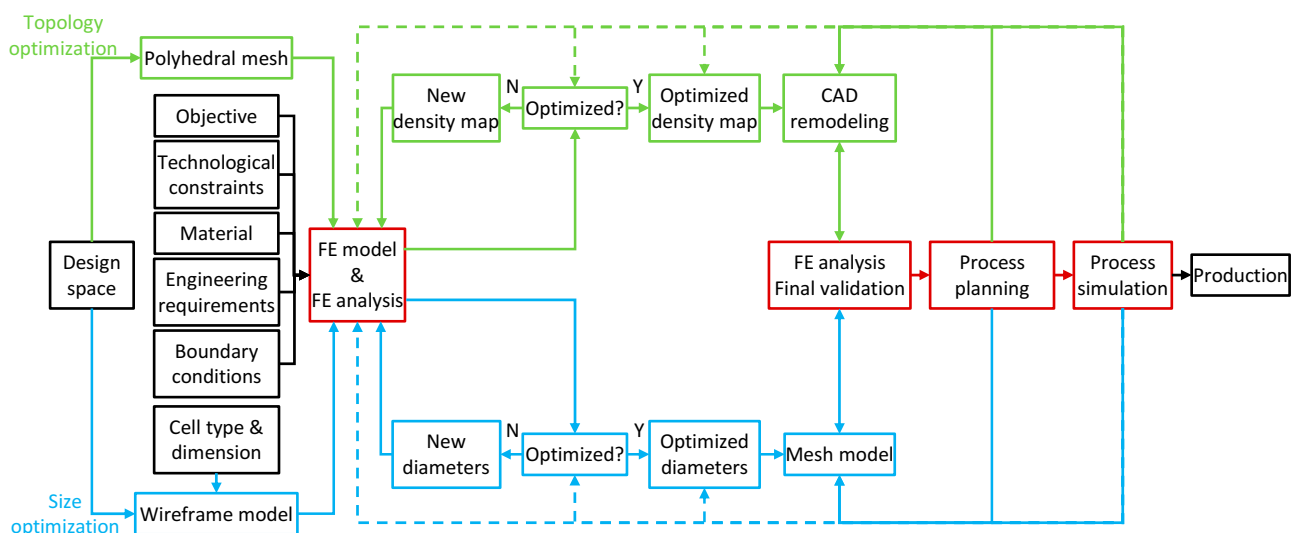 Topology
optimization
Polyhedral mesh
Objective
Technological
constraints
Material
Engineering
requirements
Boundary
conditions
Cell type &
dimension
Design
space
Size
optimization
Wireframe model
FE model
&
FE analysis
New
density map
N
Optimized?
Y
Optimized
density map
CAD
remodeling
FE analysis
Final validation
Process
planning
Process
simulation
Production
New
diameters
N
Optimized?
Y
Optimized
diameters
Mesh model